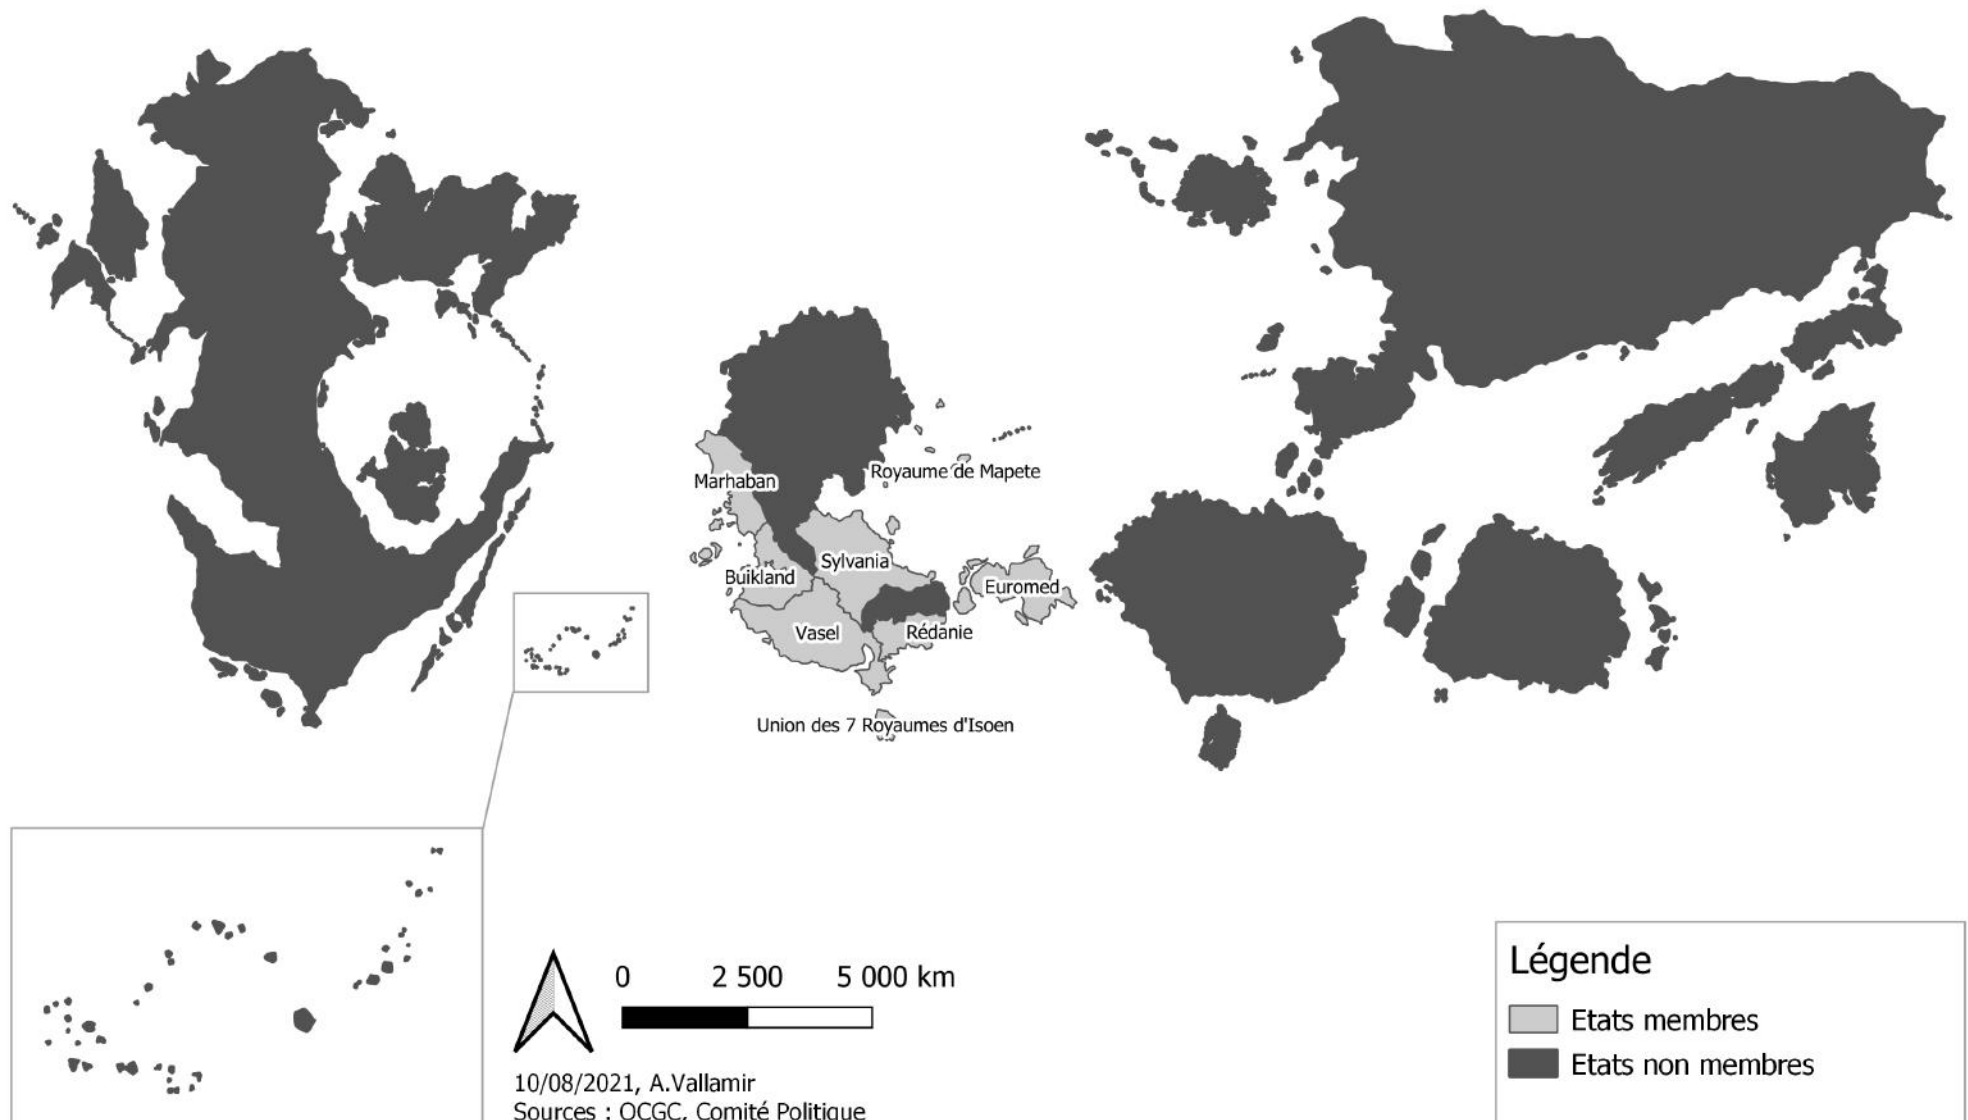 Royaume de Mapete
Marhaban
Sylvania
Buikland
Euromed
Vasel
Rédanie
Union des 7 Royaumes d'Isoen
0 2 500 5 000 km
10/08/2021, A.Vallamir
Sources : OCGC, Comité Politique
Légende
Etats membres
Etats non membres